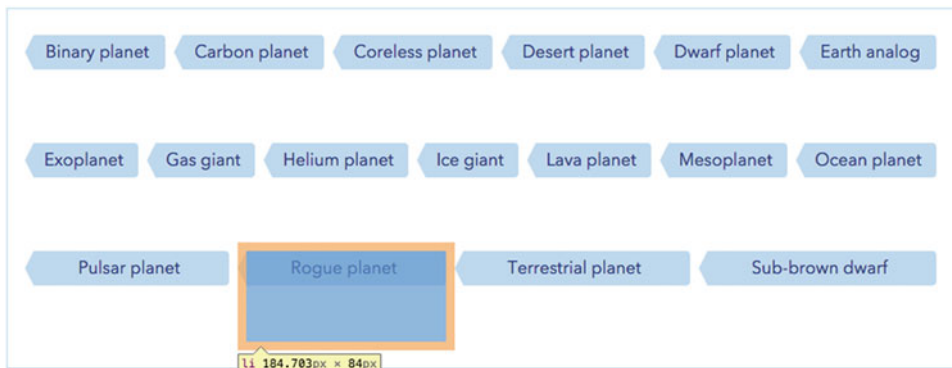 Binary planet Carbon planet Coreless planet Desert planet Dwarf planet Earth analog
Exoplanet Gas giant Helium planet Ice giant Lava planet Mesoplanet Ocean planet
Pulsar planet Rogue planet Terrestrial planet Sub-brown dwarf
li 184.703px × 84px